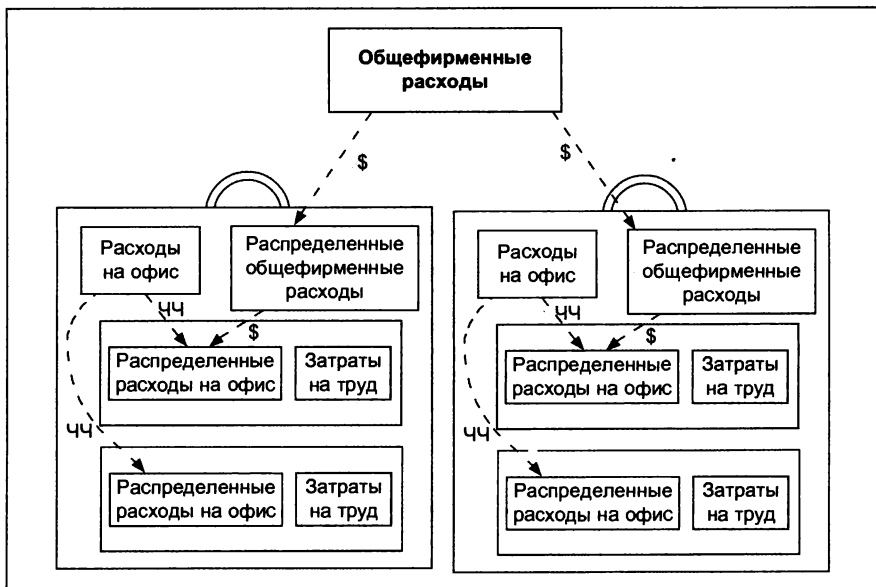 Общефирменные
расходы
$
$
Расходы
на офис
Распределенные
общефирменные
расходы
ЧЧ
$
Распределенные
расходы на офис
Затраты
на труд
ЧЧ
Распределенные
расходы на офис
Затраты
на труд
Расходы
на офис
Распределенные
общефирменные
расходы
ЧЧ
$
Распределенные
расходы на офис
Затраты
на труд
ЧЧ
Распределенные
расходы на офис
Затраты
на труд